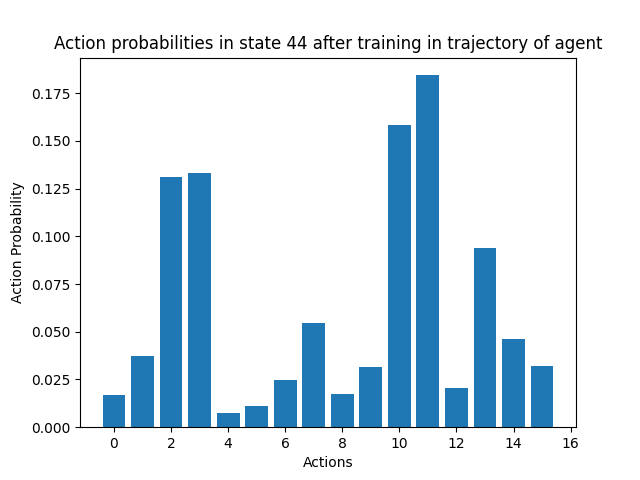 Action probabilities in state 44 after training in trajectory of agent
0.175
0.150
0.125
0.100
0.075
0.050
0.025
0.000
Action Probability
0 2 4 6 8 10 12 14 16
Actions